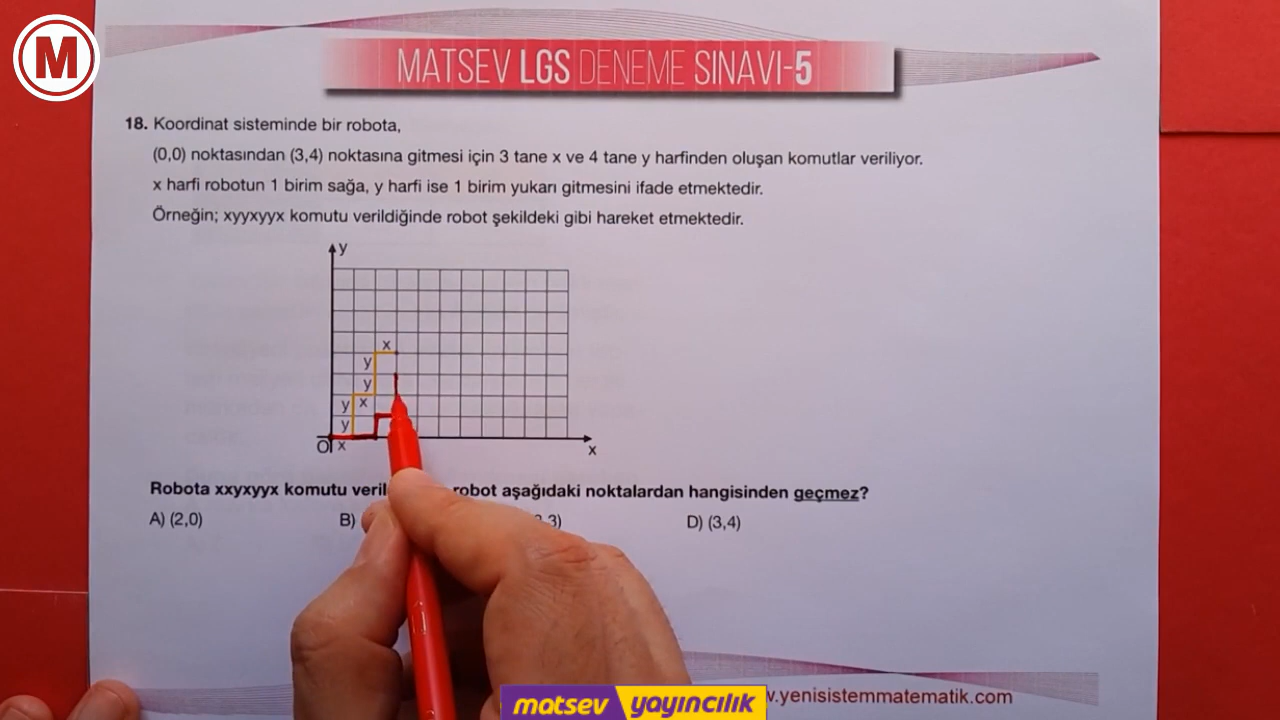 M
MATSEV LGS DENEME SINAVI-5
18. Koordinat sisteminde bir robota,
(0,0) noktasından (3,4) noktasına gitmesi için 3 tane x ve 4 tane y harfinden oluşan komutlar veriliyor.
x harfi robotun 1 birim sağa, y harfi ise 1 birim yukarı gitmesini ifade etmektedir.
Örneğin; xyyxyyx komutu verildiğinde robot şekildeki gibi hareket etmektedir.
y
x
y
y
y x
y
O x
x
Robota xxyxyyx komutu robot aşağıdaki noktalardan hangisinden geçmez?
A) (2,0) B) D) (3,4)
.yenisistemmatematik.com
matsev yayıncılık